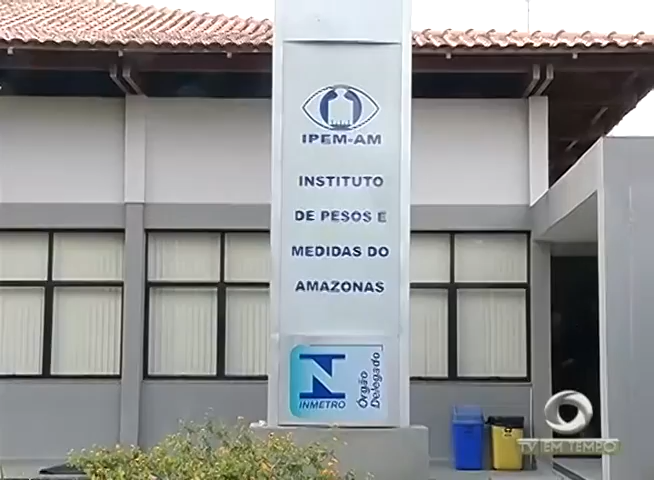 IPEM-AM
INSTITUTO
DE PESOS E
MEDIDAS DO
AMAZONAS
INMETRO
Órgão
Delegado
TV EM TEMPO